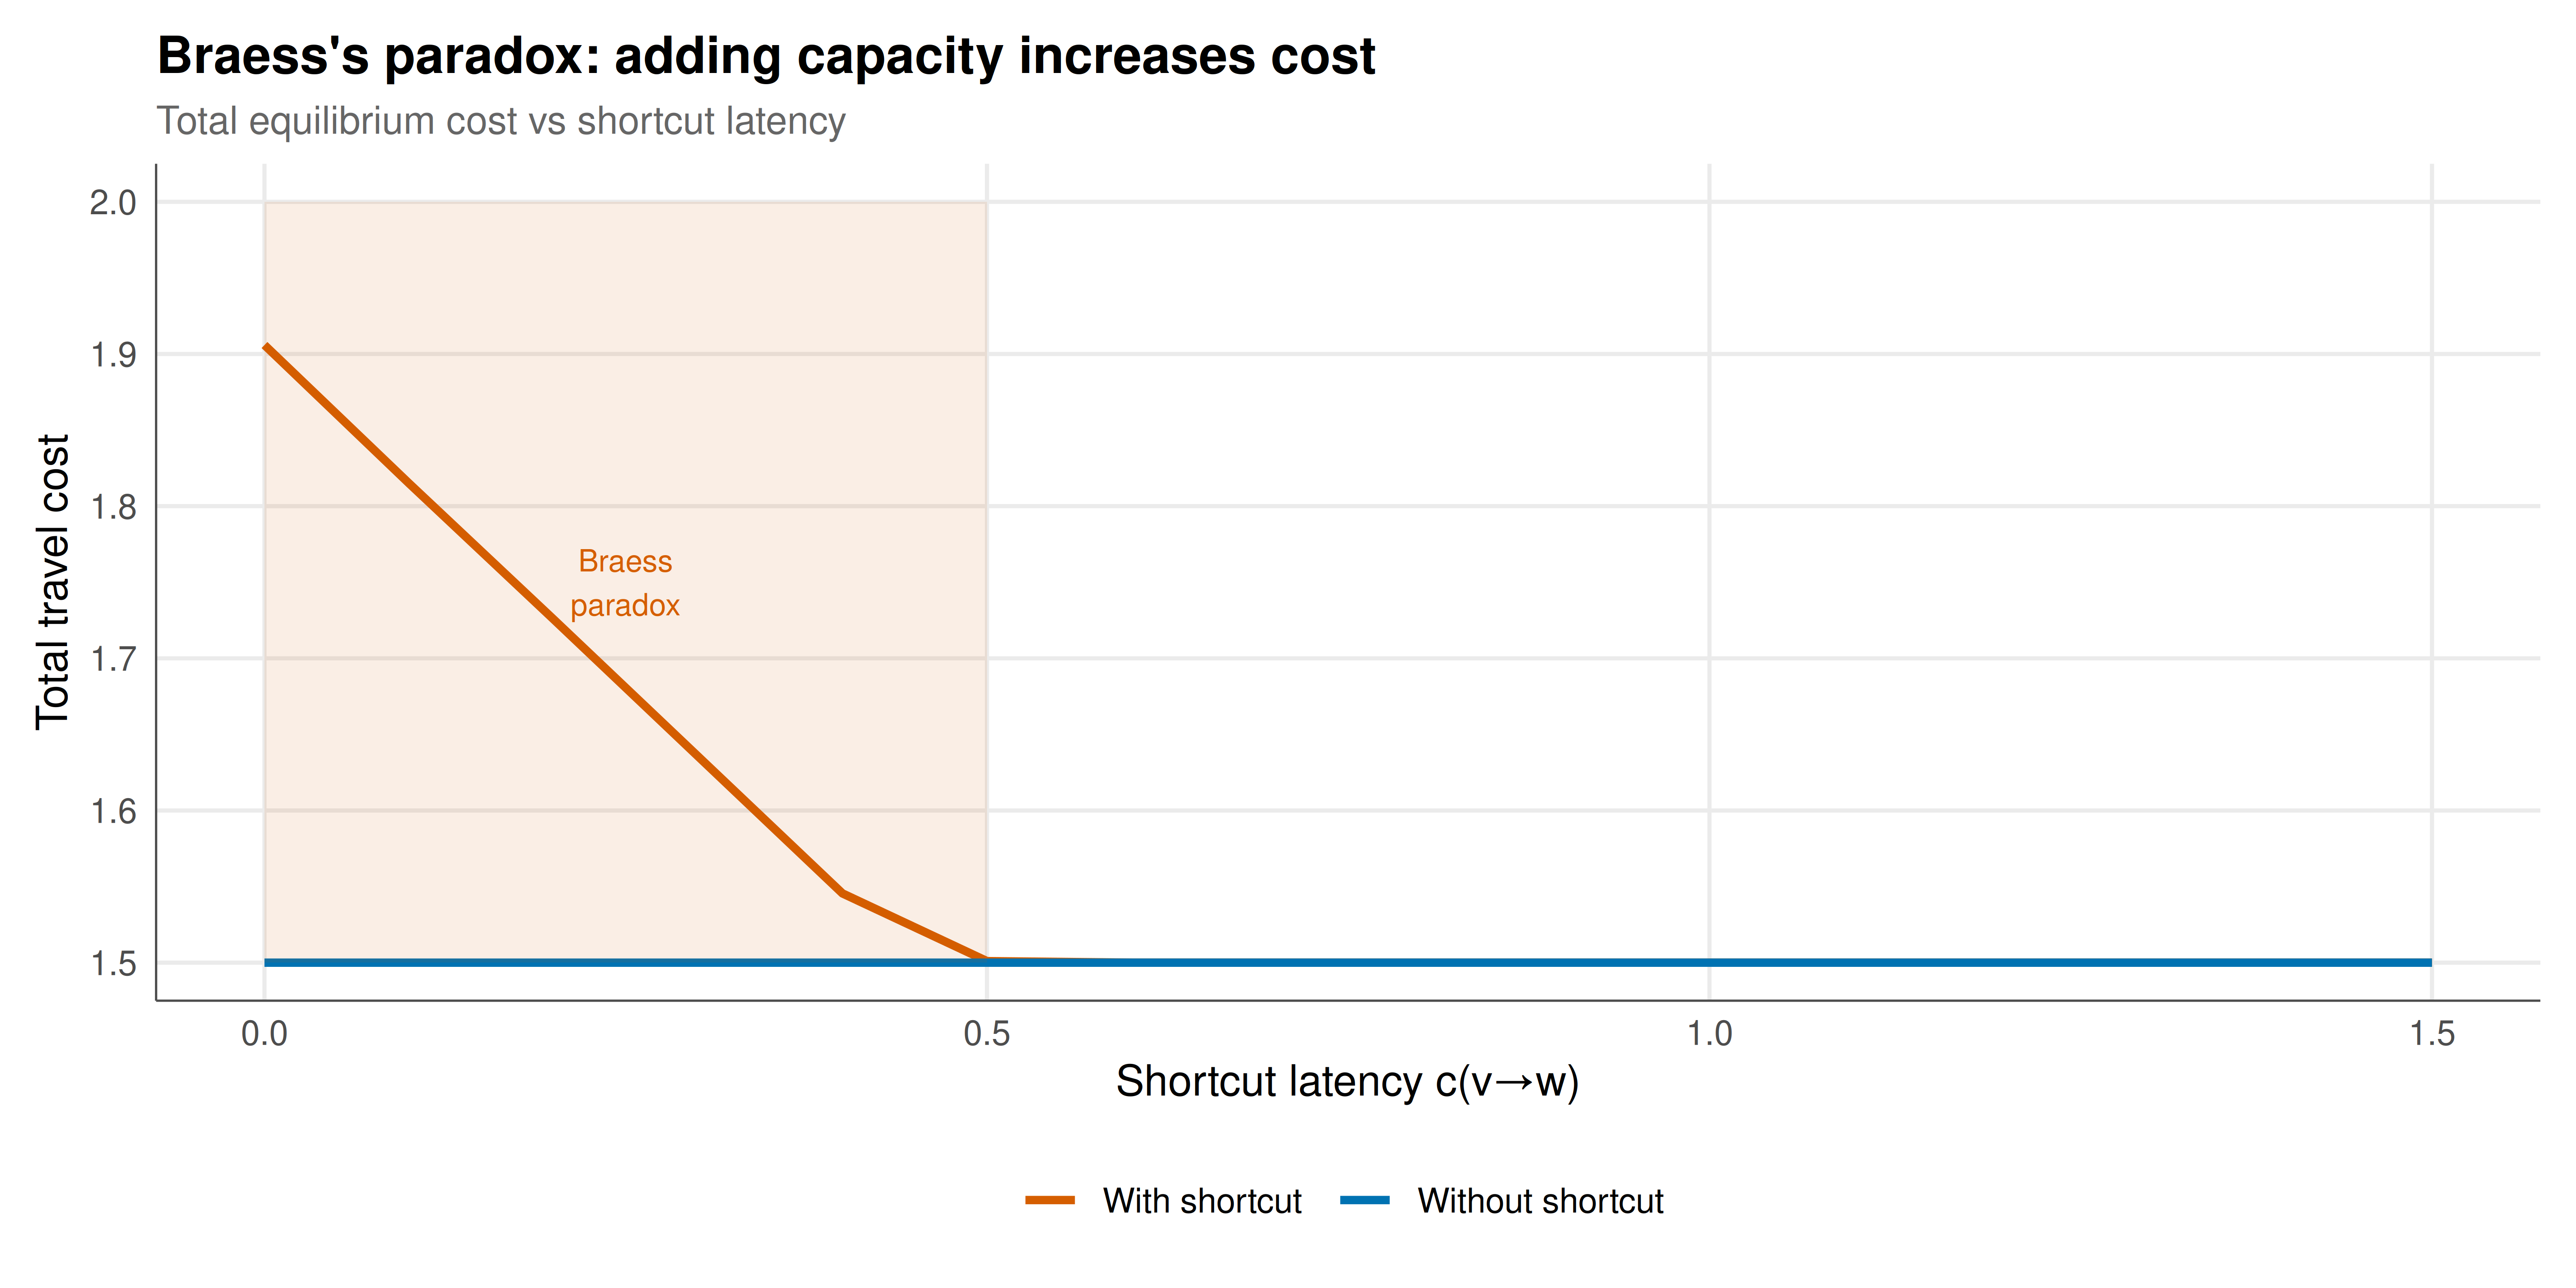 Braess's paradox: adding capacity increases cost
Total equilibrium cost vs shortcut latency
Total travel cost
2.0
1.9
1.8
1.7
1.6
1.5
Braess
paradox
0.0 0.5 1.0 1.5
Shortcut latency c(v→w)
With shortcut Without shortcut